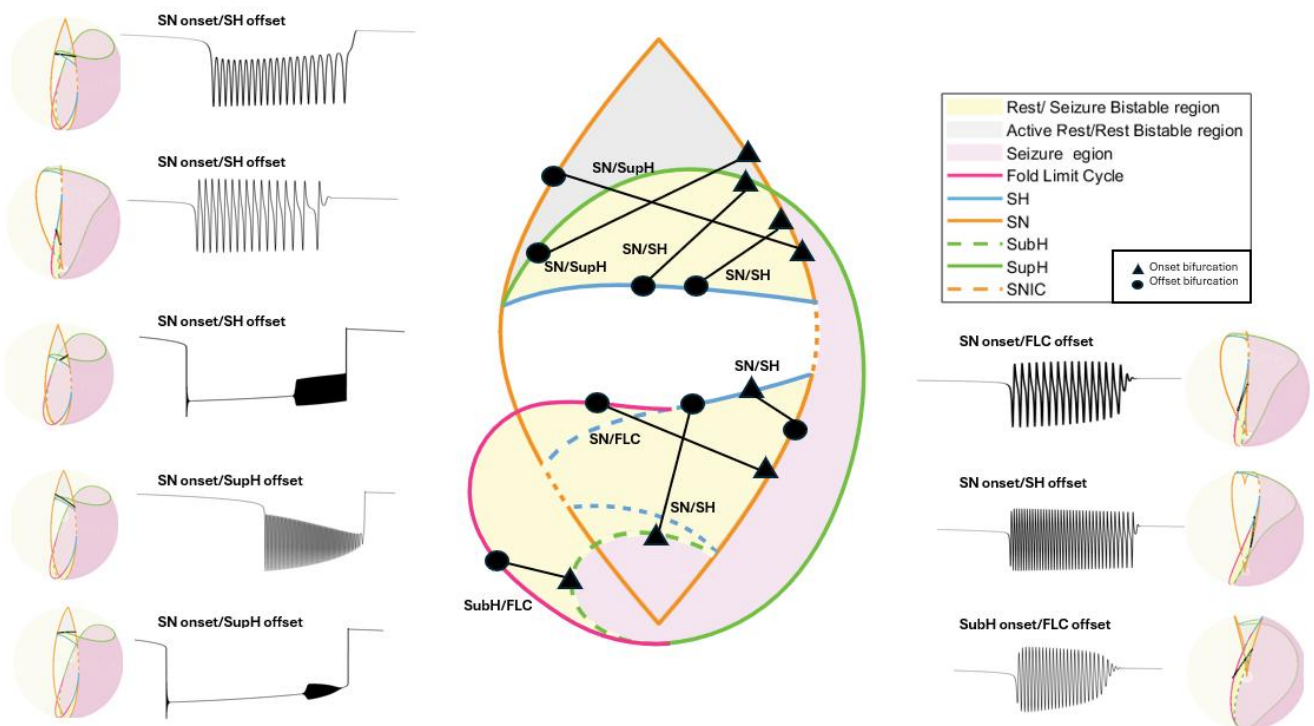 SN onset/SH offset
SN onset/SH offset
SN onset/SH offset
SN onset/SupH offset
SN onset/SupH offset
SN/SupH
SN/SupH
SN/SH
SN/SH
SN/SH
SN/FLC
SN/SH
SubH/FLC
Rest/ Seizure Bistable region
Active Rest/Rest Bistable region
Seizure egion
Fold Limit Cycle
SH
SN
SubH
SupH
SNIC
Onset bifurcation
Offset bifurcation
SN onset/FLC offset
SN onset/SH offset
SubH onset/FLC offset